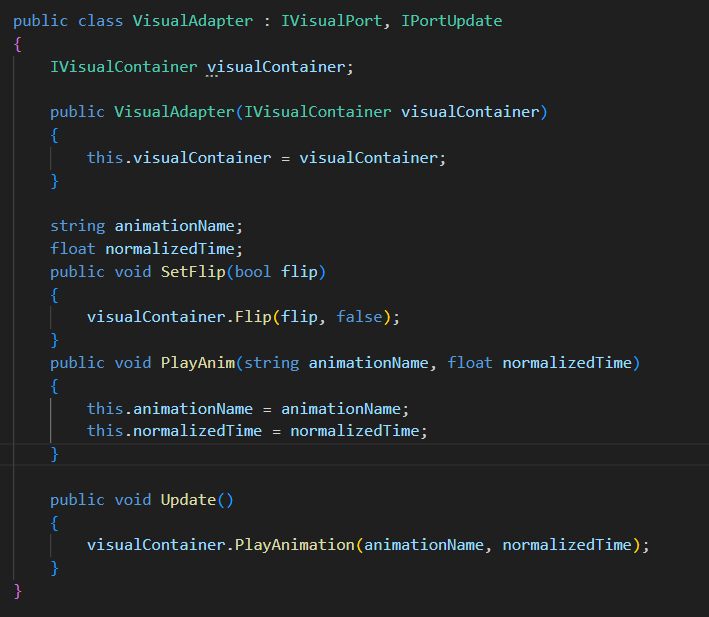 public class VisualAdapter : IVisualPort, IPortUpdate
{
    IVisualContainer visualContainer;

    public VisualAdapter(IVisualContainer visualContainer)
    {
        this.visualContainer = visualContainer;
    }

    string animationName;
    float normalizedTime;
    public void SetFlip(bool flip)
    {
        visualContainer.Flip(flip, false);
    }
    public void PlayAnim(string animationName, float normalizedTime)
    {
        this.animationName = animationName;
        this.normalizedTime = normalizedTime;
    }

    public void Update()
    {
        visualContainer.PlayAnimation(animationName, normalizedTime);
    }
}